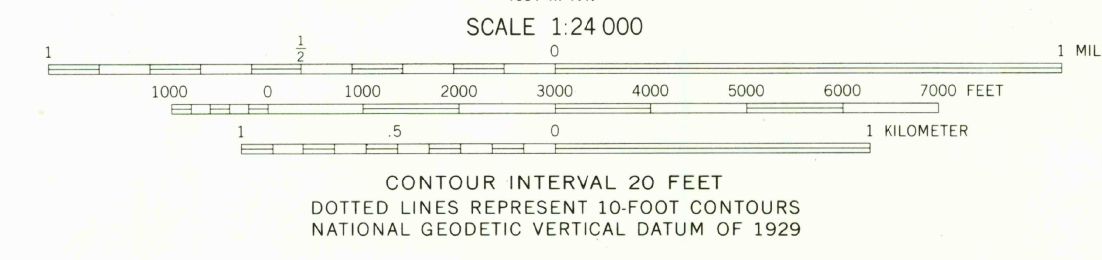 SCALE 1:24 000
1 1/2 0 1 MIL
1000 0 1000 2000 3000 4000 5000 6000 7000 FEET
1 .5 0 1 KILOMETER
CONTOUR INTERVAL 20 FEET
DOTTED LINES REPRESENT 10-FOOT CONTOURS
NATIONAL GEODETIC VERTICAL DATUM OF 1929